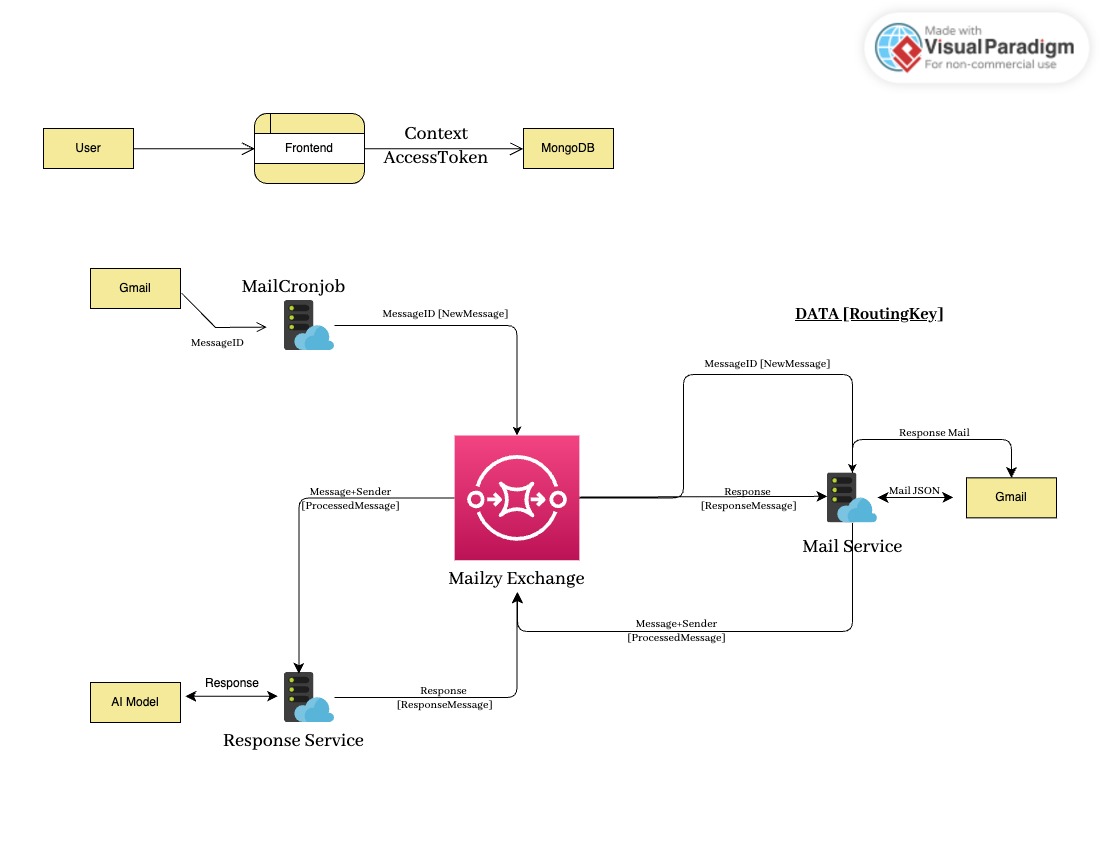 Made with
VisualParadigm
For non-commercial use
User
Frontend
Context
AccessToken
MongoDB
Gmail
MessageID
MailCronjob
MessageID [NewMessage]
DATA [RoutingKey]
MessageID [NewMessage]
Response Mail
Message+Sender
[ProcessedMessage]
Response
[ResponseMessage]
Mail JSON
Gmail
Mail Service
Mailzy Exchange
Message+Sender
[ProcessedMessage]
AI Model
Response
Response
[ResponseMessage]
Response Service